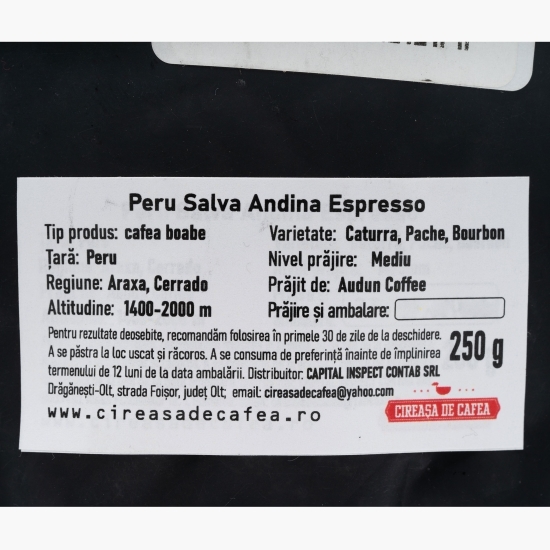 Peru Salva Andina Espresso
Tip produs: cafea boabe
Țară: Peru
Regiune: Araxa, Cerrado
Altitudine: 1400-2000 m
Varietate: Caturra, Pache, Bourbon
Nivel prăjire: Mediu
Prăjit de: Audun Coffee
Prăjire și ambalare:
Pentru rezultate deosebite, recomandăm folosirea în primele 30 de zile de la deschidere.
A se păstra la loc uscat și răcoros. A se consuma de preferință înainte de împlinirea
termenului de 12 luni de la data ambalării. Distribuitor: CAPITAL INSPECT CONTAB SRL
Drăgănești-Olt, strada Foișor, județ Olt; email: cireasadecafea@yahoo.com
250 g
www.cireasadecafea.ro
CIREAȘA DE CAFEA